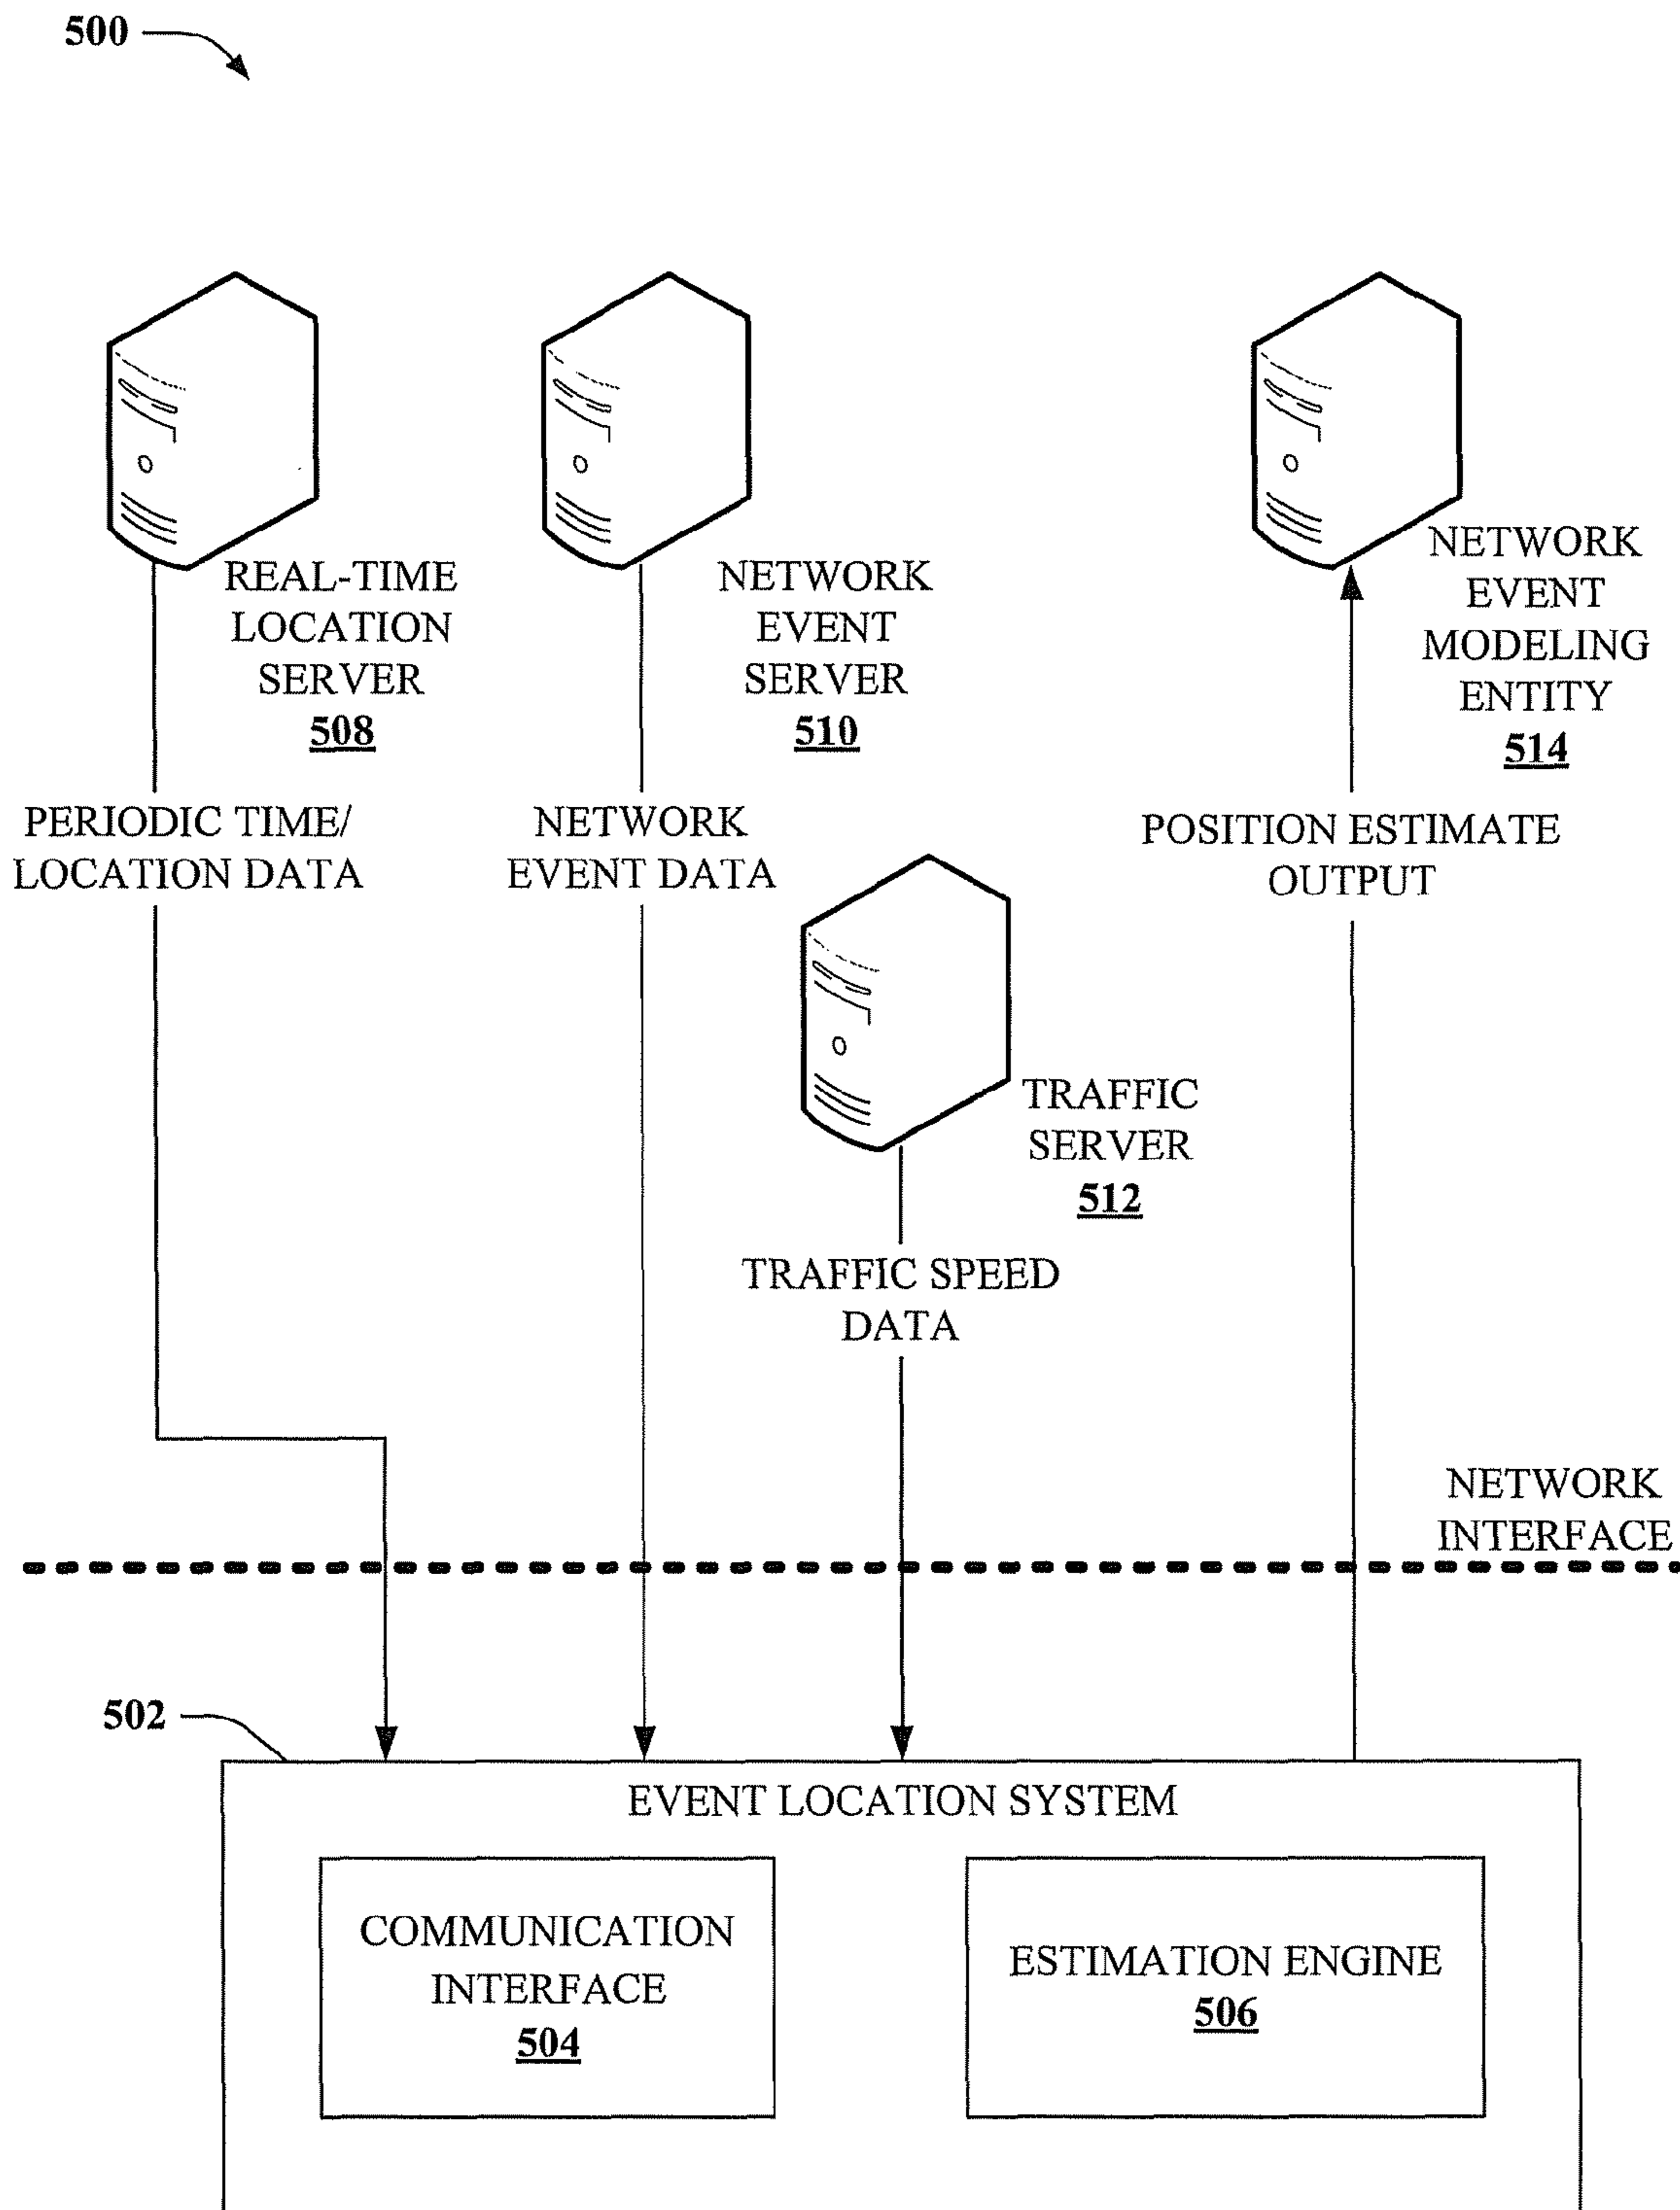 500
REAL-TIME
LOCATION
SERVER
508
NETWORK
EVENT
SERVER
510
NETWORK
EVENT
MODELING
ENTITY
514
PERIODIC TIME/
LOCATION DATA
NETWORK
EVENT DATA
POSITION ESTIMATE
OUTPUT
TRAFFIC
SERVER
512
TRAFFIC SPEED
DATA
NETWORK
INTERFACE
502
EVENT LOCATION SYSTEM
COMMUNICATION
INTERFACE
504
ESTIMATION ENGINE
506